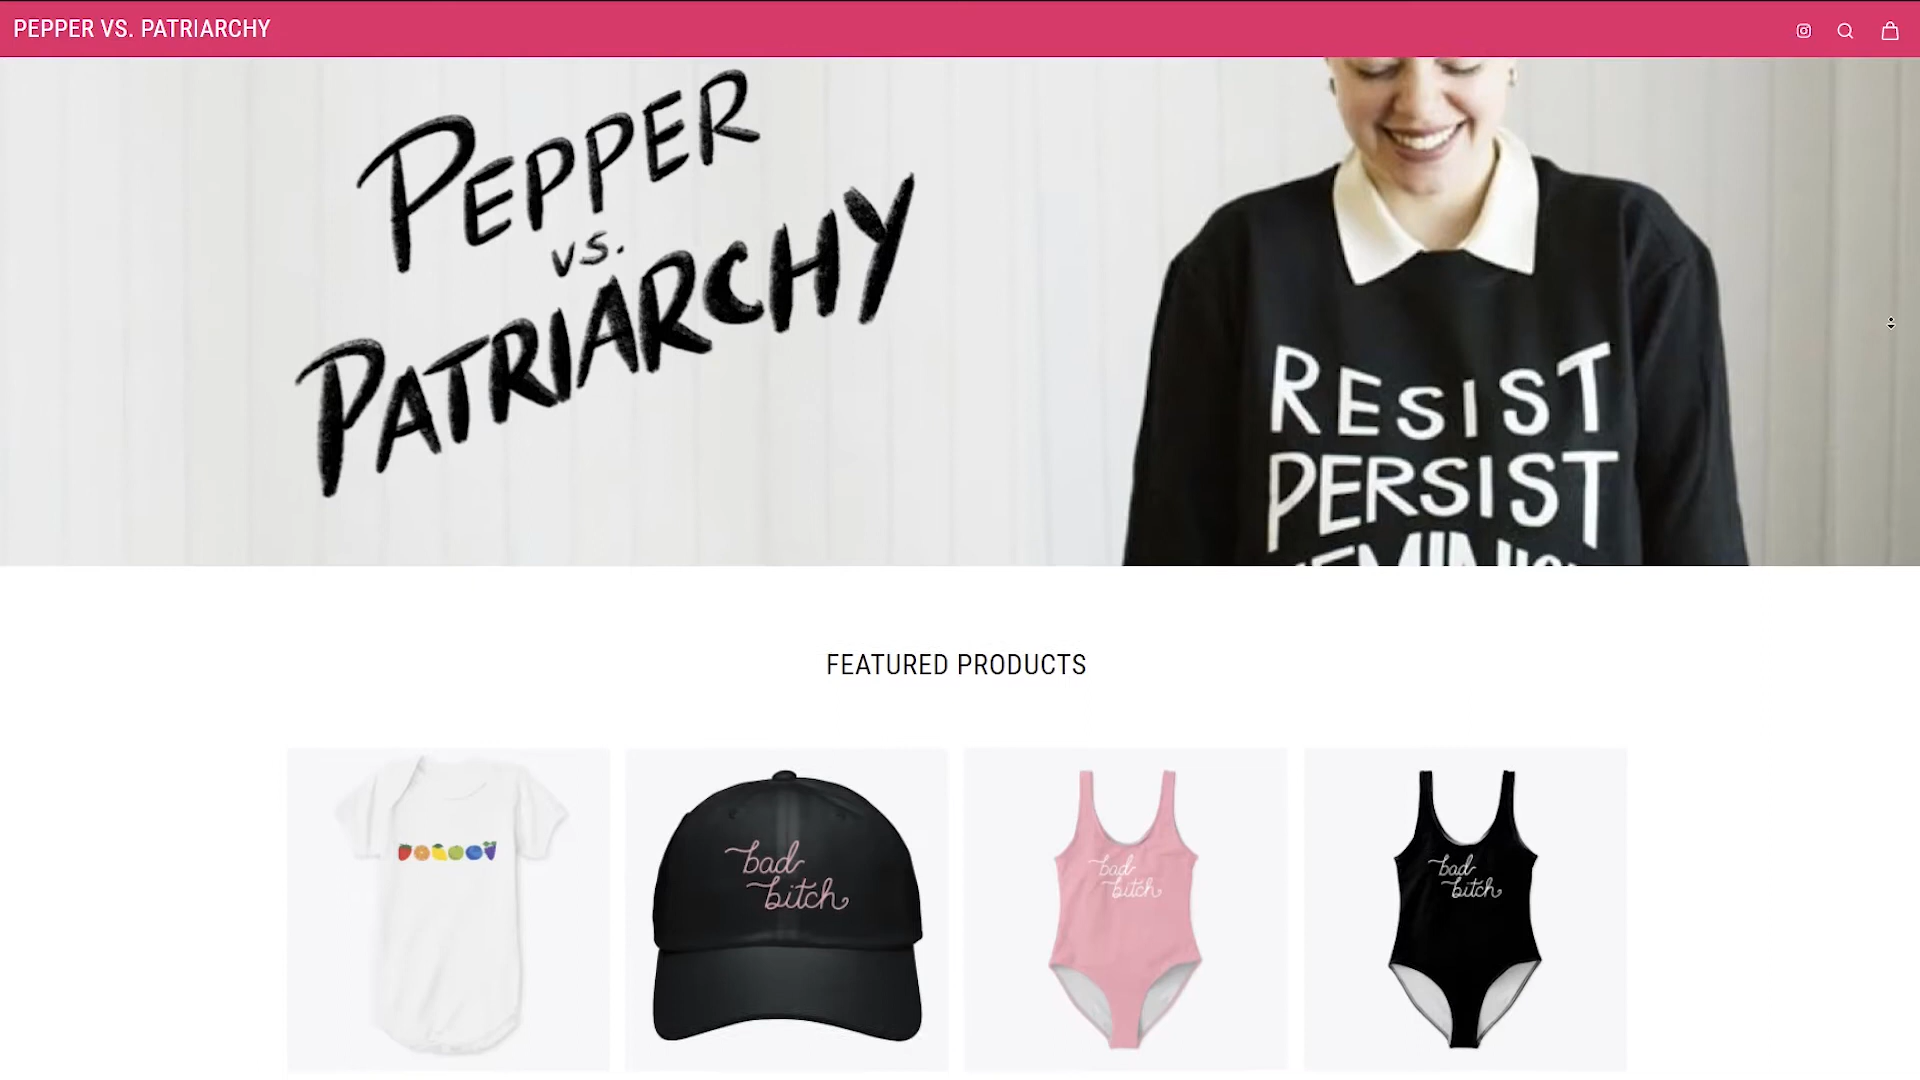 PEPPER VS. PATRIARCHY
PEPPER
VS.
PATRIARCHY
RESIST
PERSIST
FEATURED PRODUCTS
bad
bitch
bad
bitch
bad
bitch